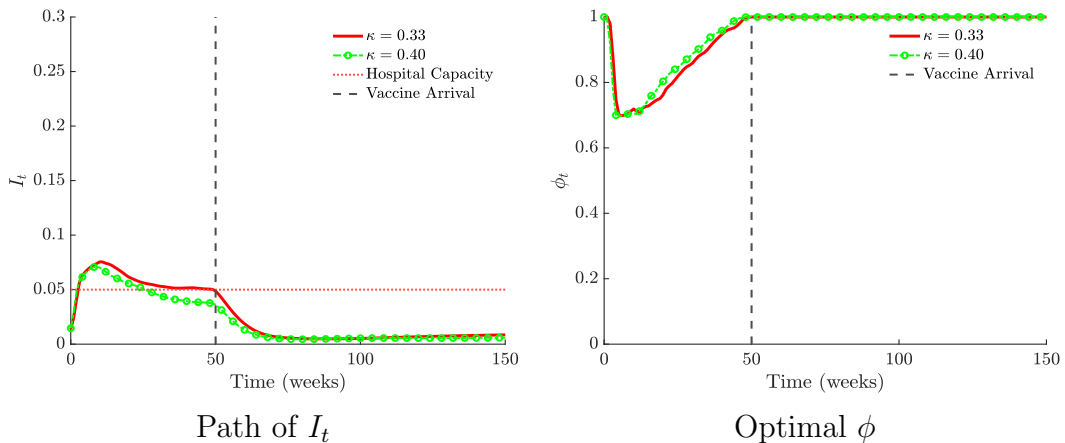 0.3
0.25
0.2
0.15
0.1
0.05
0
I_t
0 50 100 150
Time (weeks)
κ = 0.33
κ = 0.40
Hospital Capacity
Vaccine Arrival
Path of I_t
1
0.8
0.6
0.4
0.2
0
ϕ_t
0 50 100 150
Time (weeks)
κ = 0.33
κ = 0.40
Vaccine Arrival
Optimal ϕ